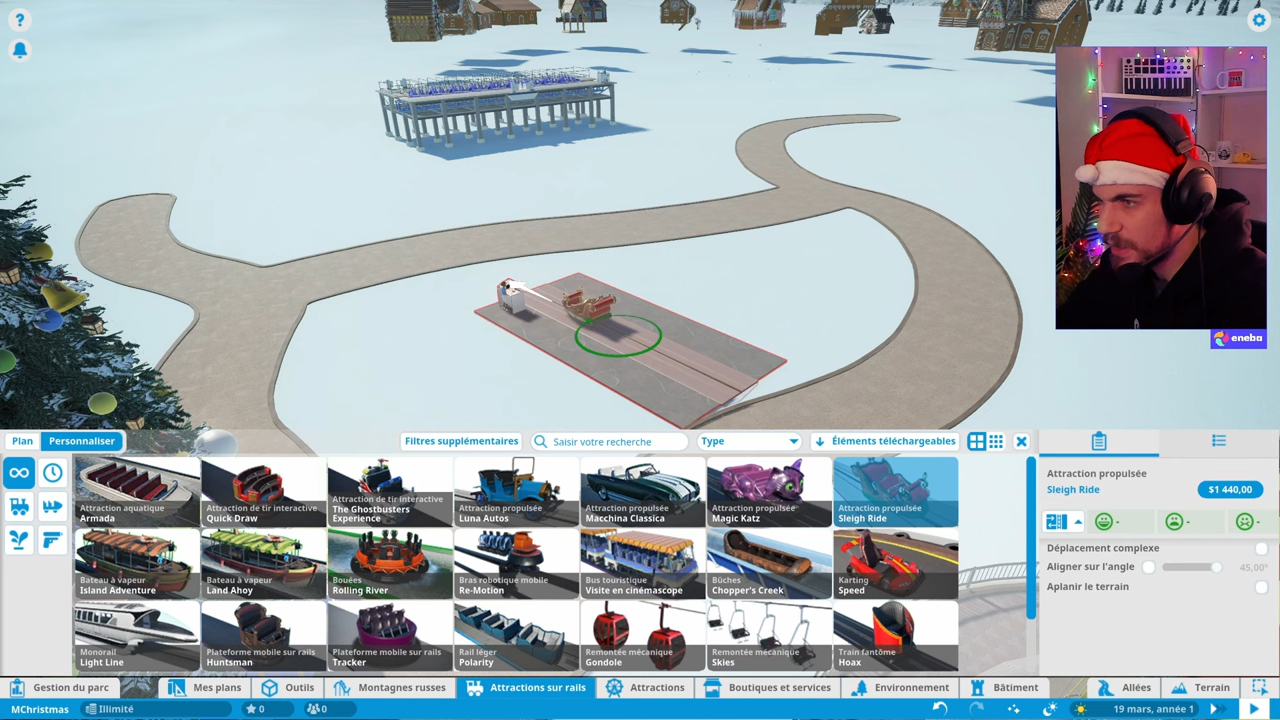 ?
eneba
Plan
Personnaliser
Filtres supplémentaires
Saisir votre recherche
Type
Éléments téléchargeables
Attraction aquatique
Armada
Attraction de tir interactive
Quick Draw
Attraction de tir interactive
The Ghostbusters
Experience
Attraction propulsée
Luna Autos
Attraction propulsée
Macchina Classica
Attraction propulsée
Magic Katz
Attraction propulsée
Sleigh Ride
Bateau à vapeur
Island Adventure
Bateau à vapeur
Land Ahoy
Bouées
Rolling River
Bras robotique mobile
Re-Motion
Bus touristique
Visite en cinémascope
Bûches
Chopper's Creek
Karting
Speed
Monorail
Light Line
Plateforme mobile sur rails
Huntsman
Plateforme mobile sur rails
Tracker
Rail léger
Polarity
Remontée mécanique
Gondole
Remontée mécanique
Skies
Train fantôme
Hoax
Attraction propulsée
Sleigh Ride
$1 440,00
-
-
-
Déplacement complexe
Aligner sur l'angle
45,00°
Aplanir le terrain
Gestion du parc
Mes plans
Outils
Montagnes russes
Attractions sur rails
Attractions
Boutiques et services
Environnement
Bâtiment
Allées
Terrain
MChristmas
Illimité
0
0
19 mars, année 1